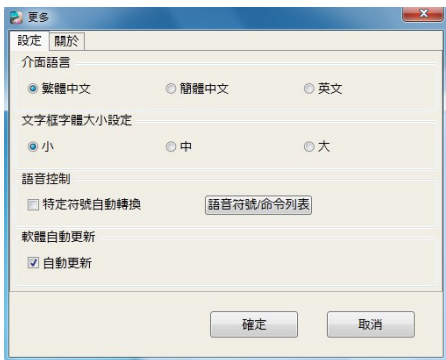 更多
設定 關於
介面語言
繁體中文 簡體中文 英文
文字框字體大小設定
小 中 大
語音控制
特定符號自動轉換 語音符號/命令列表
軟體自動更新
自動更新
確定 取消